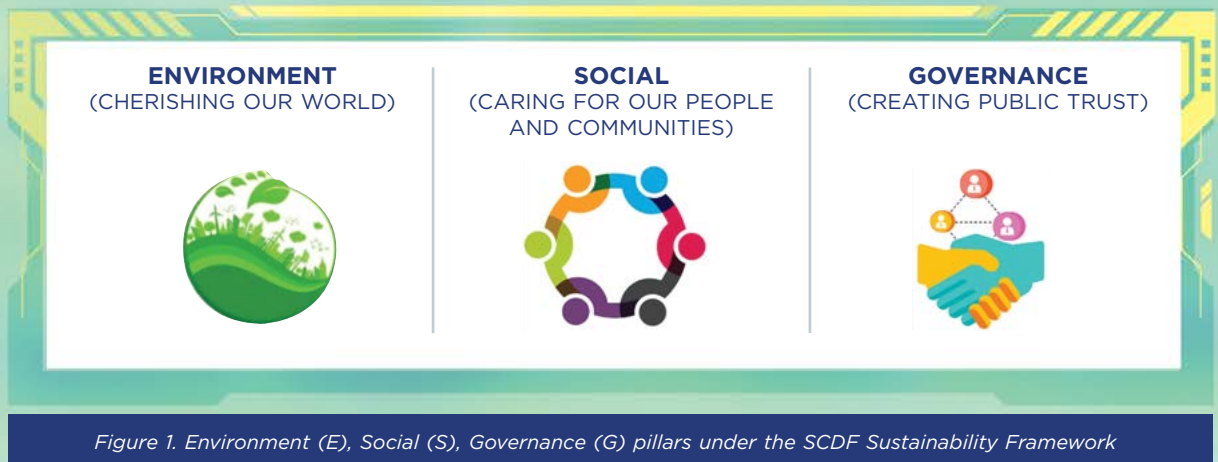 ENVIRONMENT
(CHERISHING OUR WORLD)
SOCIAL
(CARING FOR OUR PEOPLE
AND COMMUNITIES)
GOVERNANCE
(CREATING PUBLIC TRUST)
Figure 1. Environment (E), Social (S), Governance (G) pillars under the SCDF Sustainability Framework